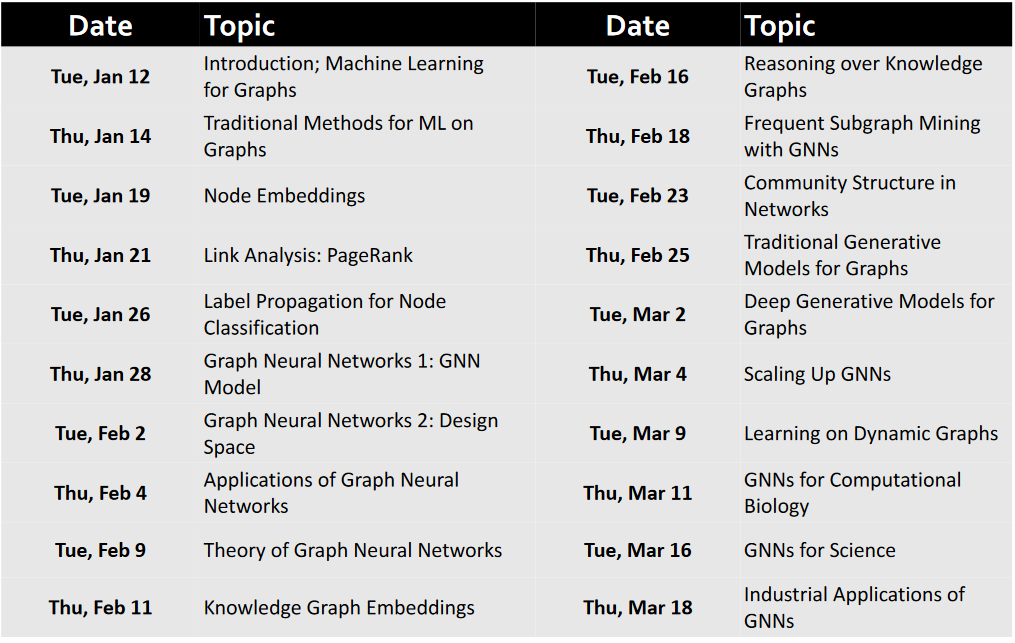 Date Topic Date Topic
Tue, Jan 12 Introduction; Machine Learning
for Graphs
Tue, Feb 16 Reasoning over Knowledge
Graphs
Thu, Jan 14 Traditional Methods for ML on
Graphs
Thu, Feb 18 Frequent Subgraph Mining
with GNNs
Tue, Jan 19 Node Embeddings
Tue, Feb 23 Community Structure in
Networks
Thu, Jan 21 Link Analysis: PageRank
Thu, Feb 25 Traditional Generative
Models for Graphs
Tue, Jan 26 Label Propagation for Node
Classification
Tue, Mar 2 Deep Generative Models for
Graphs
Thu, Jan 28 Graph Neural Networks 1: GNN
Model
Thu, Mar 4 Scaling Up GNNs
Tue, Feb 2 Graph Neural Networks 2: Design
Space
Tue, Mar 9 Learning on Dynamic Graphs
Thu, Feb 4 Applications of Graph Neural
Networks
Thu, Mar 11 GNNs for Computational
Biology
Tue, Feb 9 Theory of Graph Neural Networks
Tue, Mar 16 GNNs for Science
Thu, Feb 11 Knowledge Graph Embeddings
Thu, Mar 18 Industrial Applications of
GNNs